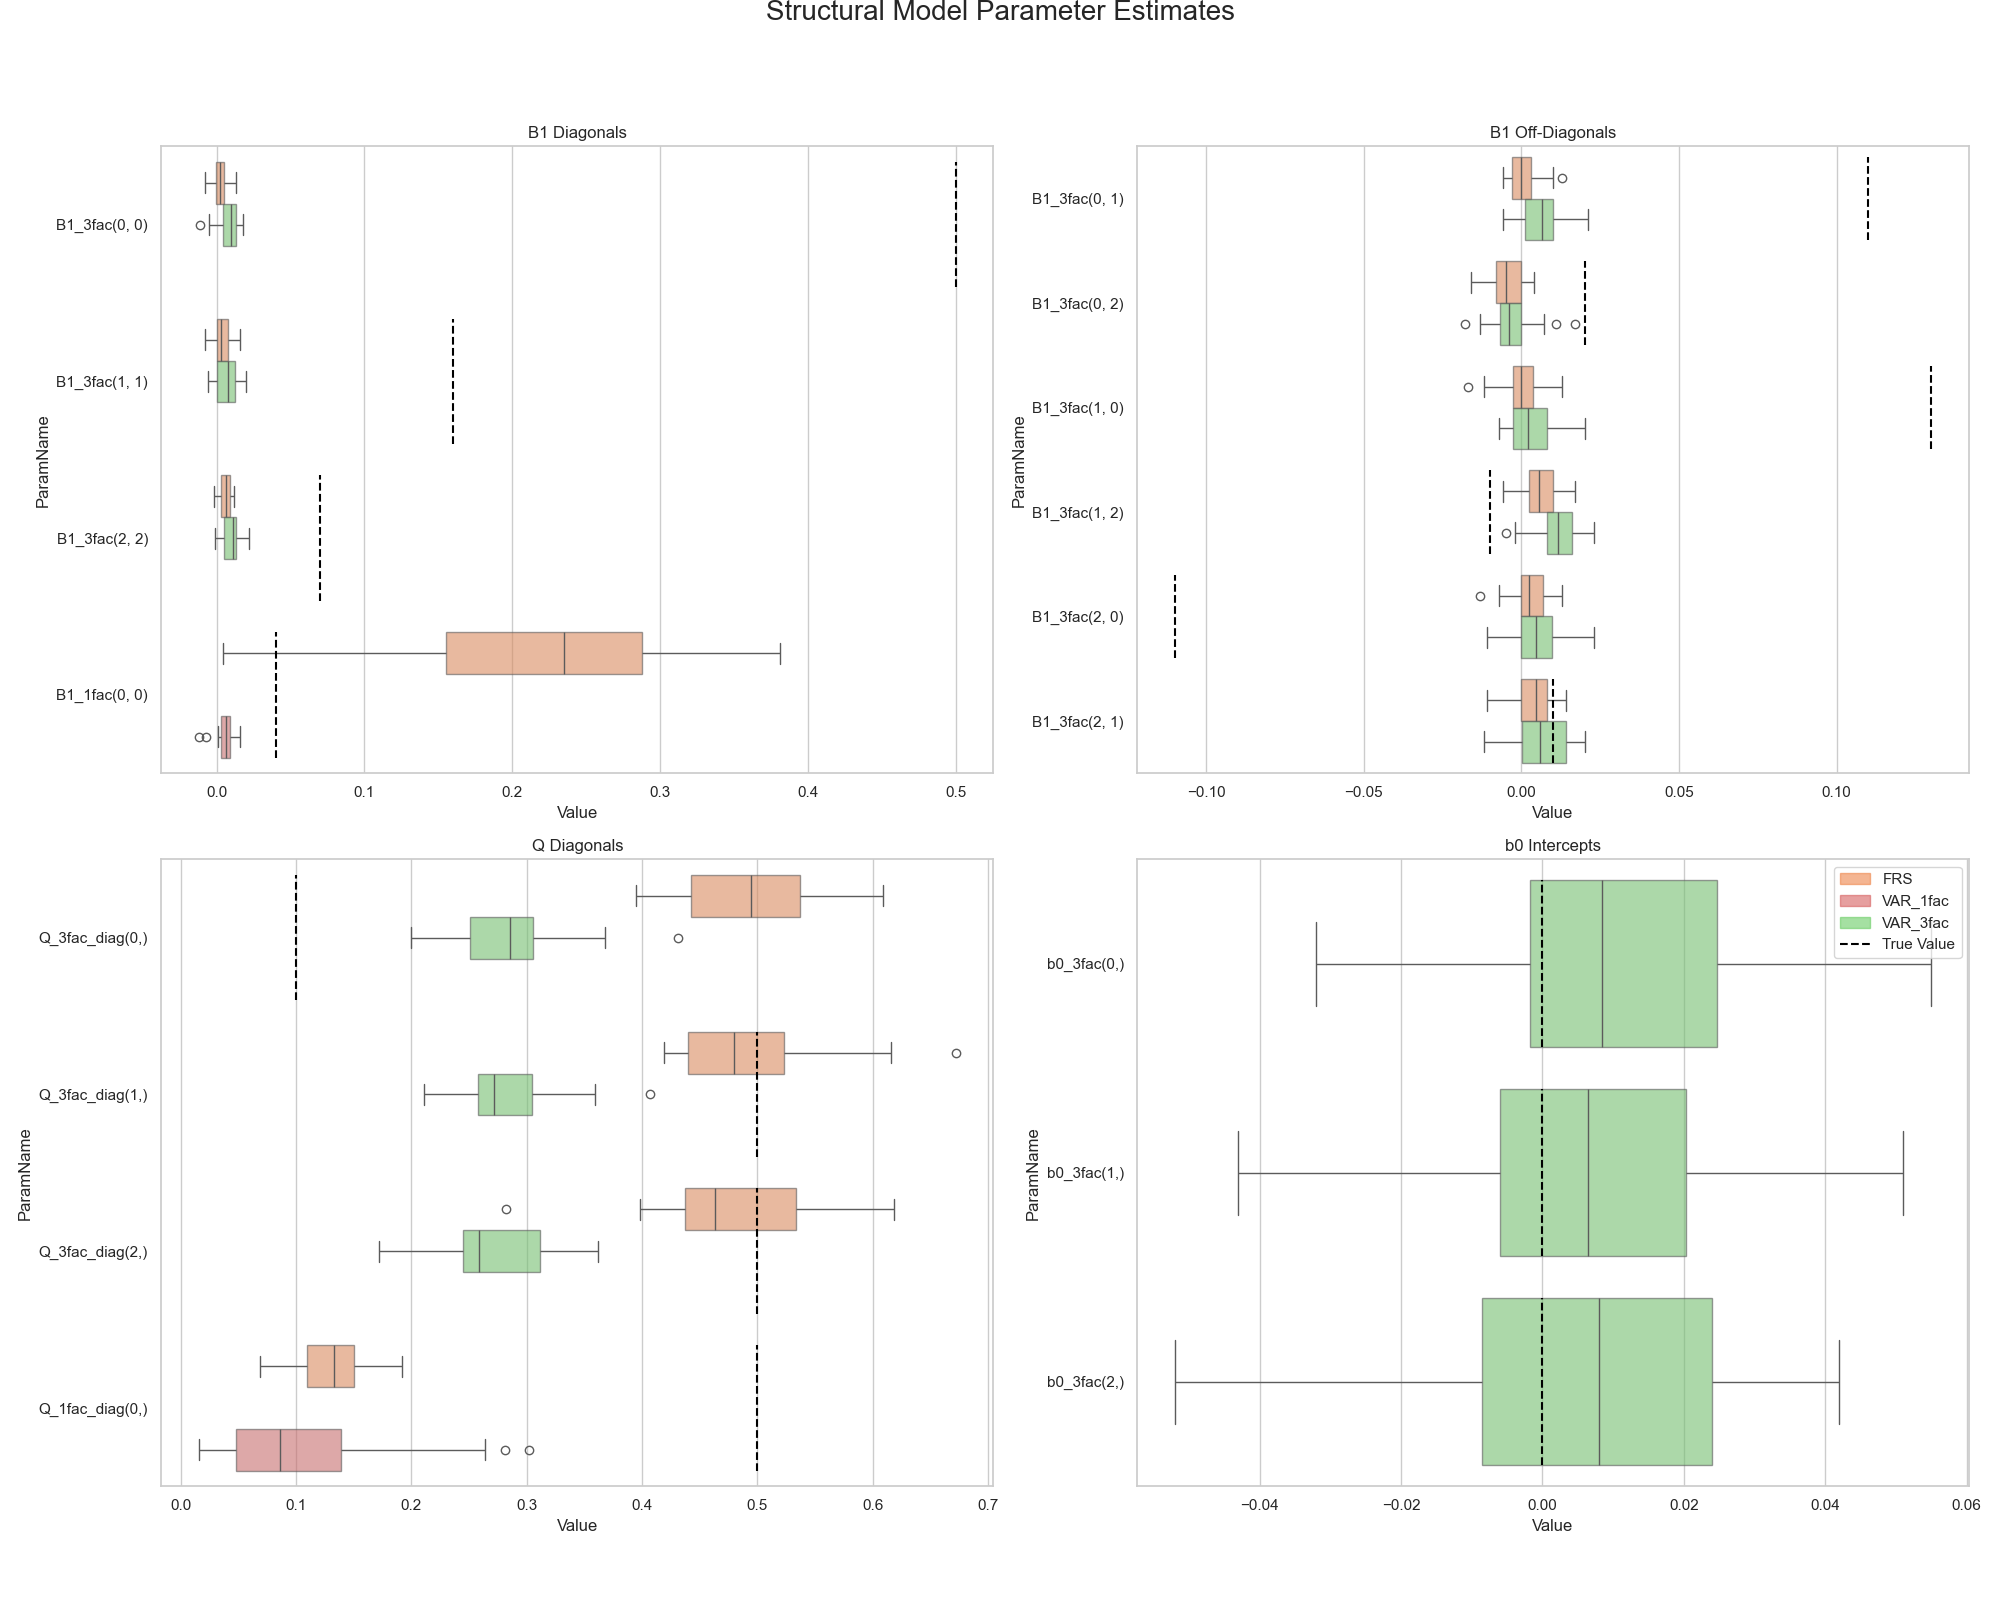 Structural Model Parameter Estimates
B1 Diagonals
ParamName
B1_3fac(0, 0)
B1_3fac(1, 1)
B1_3fac(2, 2)
B1_1fac(0, 0)
0.0 0.1 0.2 0.3 0.4 0.5
Value
B1 Off-Diagonals
ParamName
B1_3fac(0, 1)
B1_3fac(0, 2)
B1_3fac(1, 0)
B1_3fac(1, 2)
B1_3fac(2, 0)
B1_3fac(2, 1)
−0.10 −0.05 0.00 0.05 0.10
Value
Q Diagonals
ParamName
Q_3fac_diag(0,)
Q_3fac_diag(1,)
Q_3fac_diag(2,)
Q_1fac_diag(0,)
0.0 0.1 0.2 0.3 0.4 0.5 0.6 0.7
Value
b0 Intercepts
FRS
VAR_1fac
VAR_3fac
True Value
ParamName
b0_3fac(0,)
b0_3fac(1,)
b0_3fac(2,)
−0.04 −0.02 0.00 0.02 0.04 0.06
Value